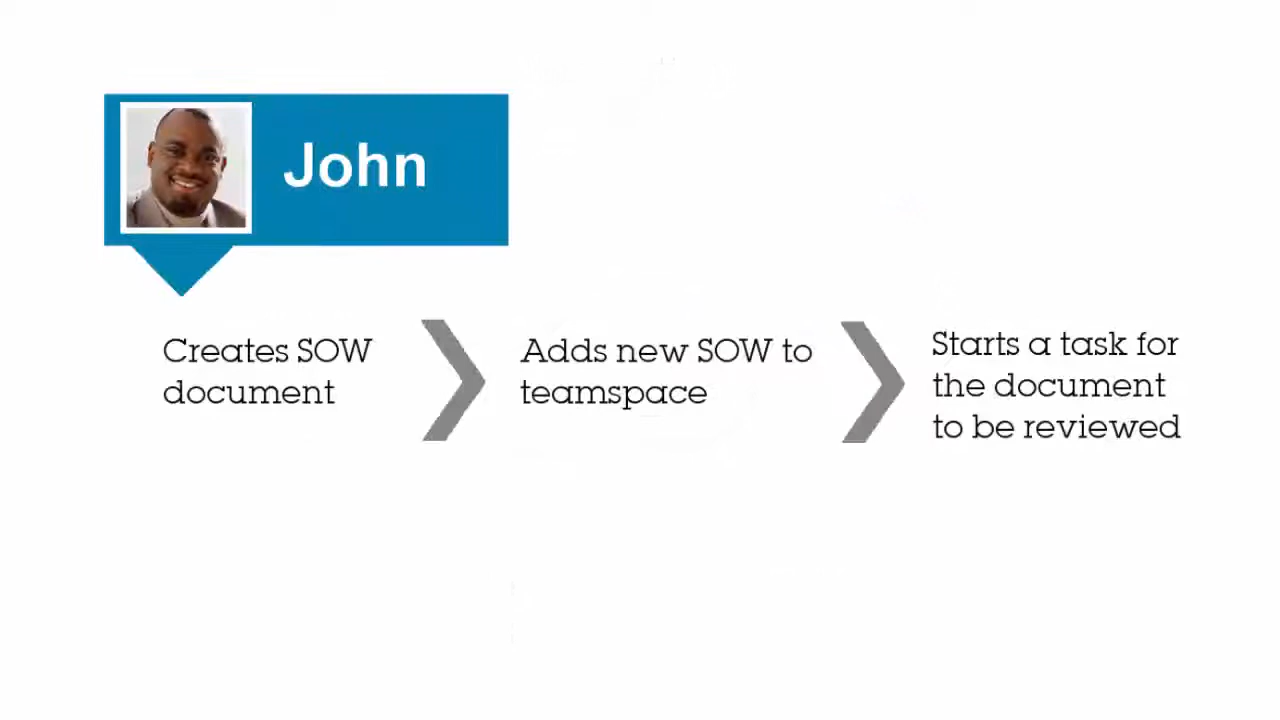 John
Creates SOW
document
Adds new SOW to
teamspace
Starts a task for
the document
to be reviewed